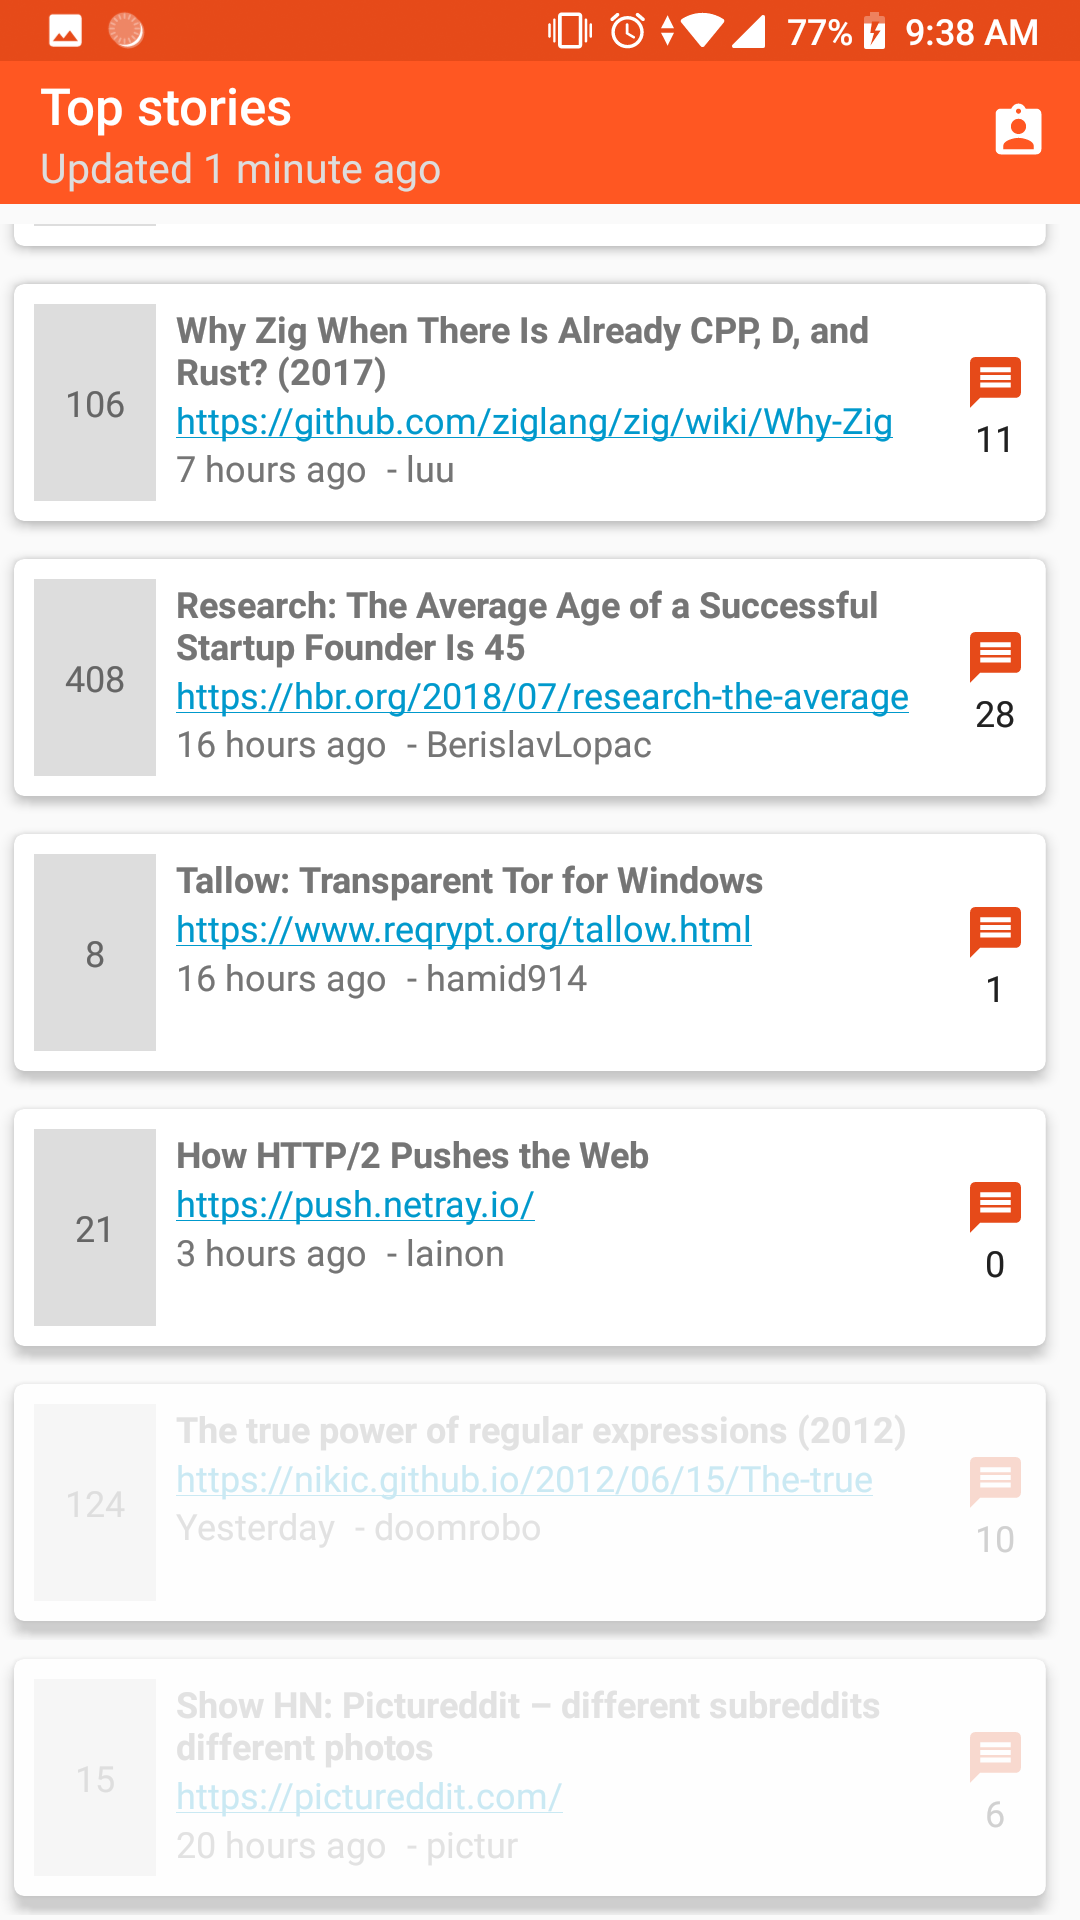 77% 9:38 AM
Top stories
Updated 1 minute ago
Why Zig When There Is Already CPP, D, and
Rust? (2017)
106
https://github.com/ziglang/zig/wiki/Why-Zig
11
7 hours ago - luu
Research: The Average Age of a Successful
Startup Founder Is 45
408
https://hbr.org/2018/07/research-the-average
28
16 hours ago - BerislavLopac
Tallow: Transparent Tor for Windows
https://www.reqrypt.org/tallow.html
8
16 hours ago - hamid914
1
How HTTP/2 Pushes the Web
https://push.netray.io/
21
3 hours ago - lainon
0
The true power of regular expressions (2012)
https://nikic.github.io/2012/06/15/The-true
124
Yesterday - doomrobo
10
Show HN: Pictureddit – different subreddits
different photos
15
https://pictureddit.com/
6
20 hours ago - pictur